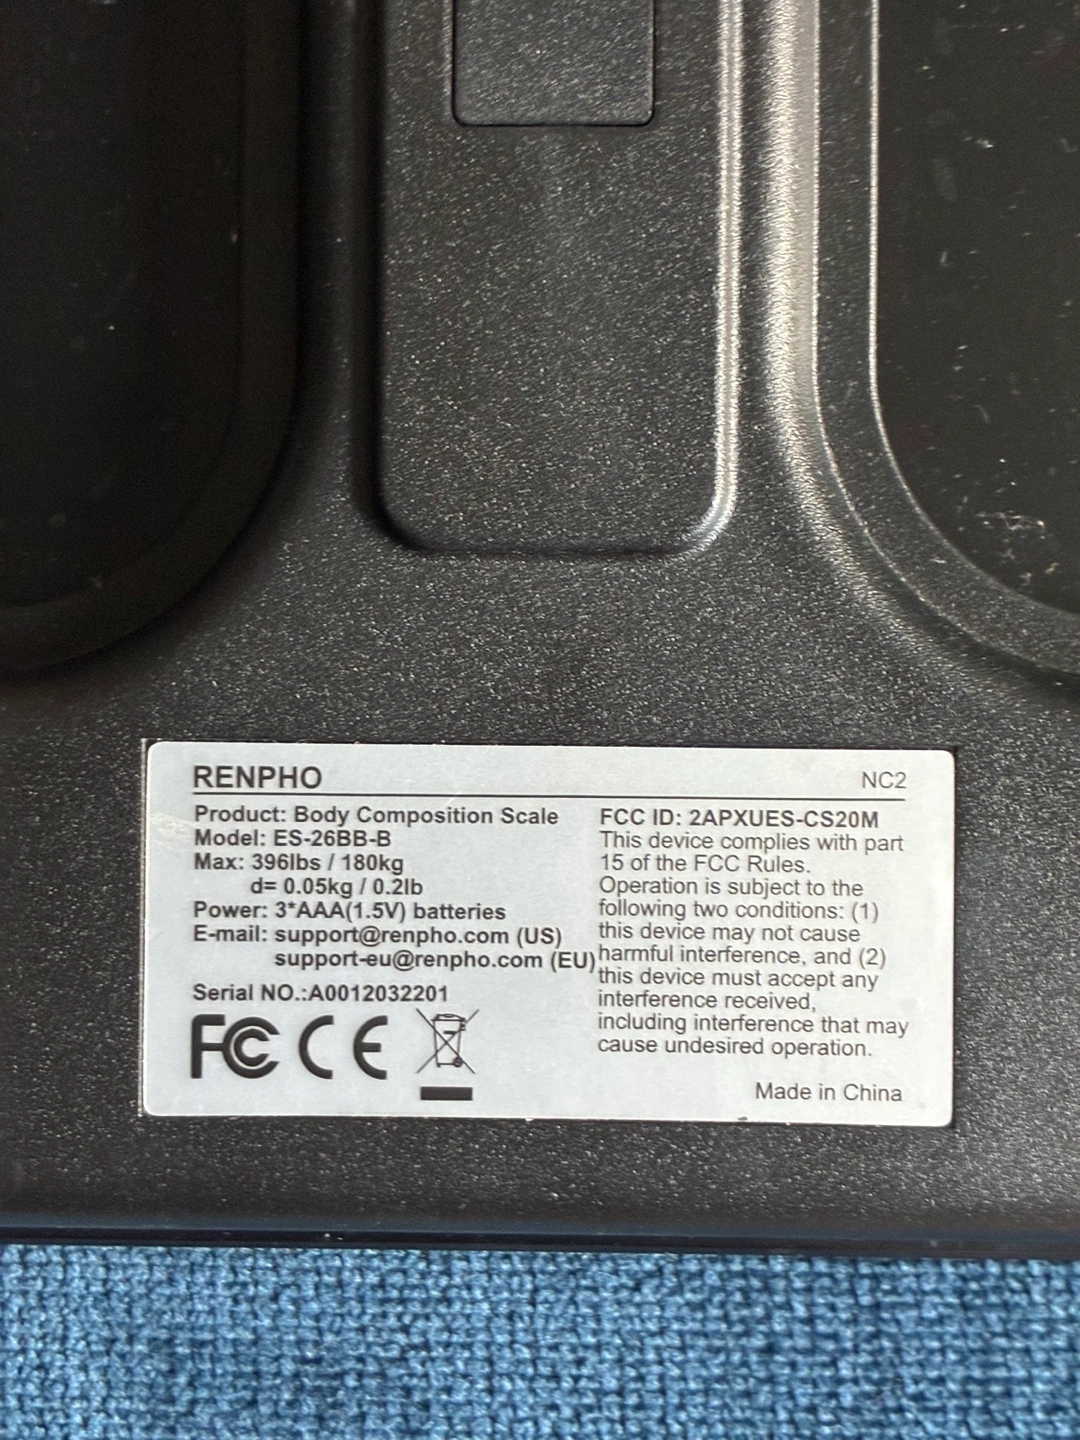 RENPHO
NC2
Product: Body Composition Scale
Model: ES-26BB-B
Max: 396lbs / 180kg
d= 0.05kg / 0.2lb
Power: 3*AAA(1.5V) batteries
E-mail: support@renpho.com (US)
support-eu@renpho.com (EU)
Serial NO.:A0012032201
FC CE
FCC ID: 2APXUES-CS20M
This device complies with part
15 of the FCC Rules.
Operation is subject to the
following two conditions: (1)
this device may not cause
harmful interference, and (2)
this device must accept any
interference received,
including interference that may
cause undesired operation.
Made in China